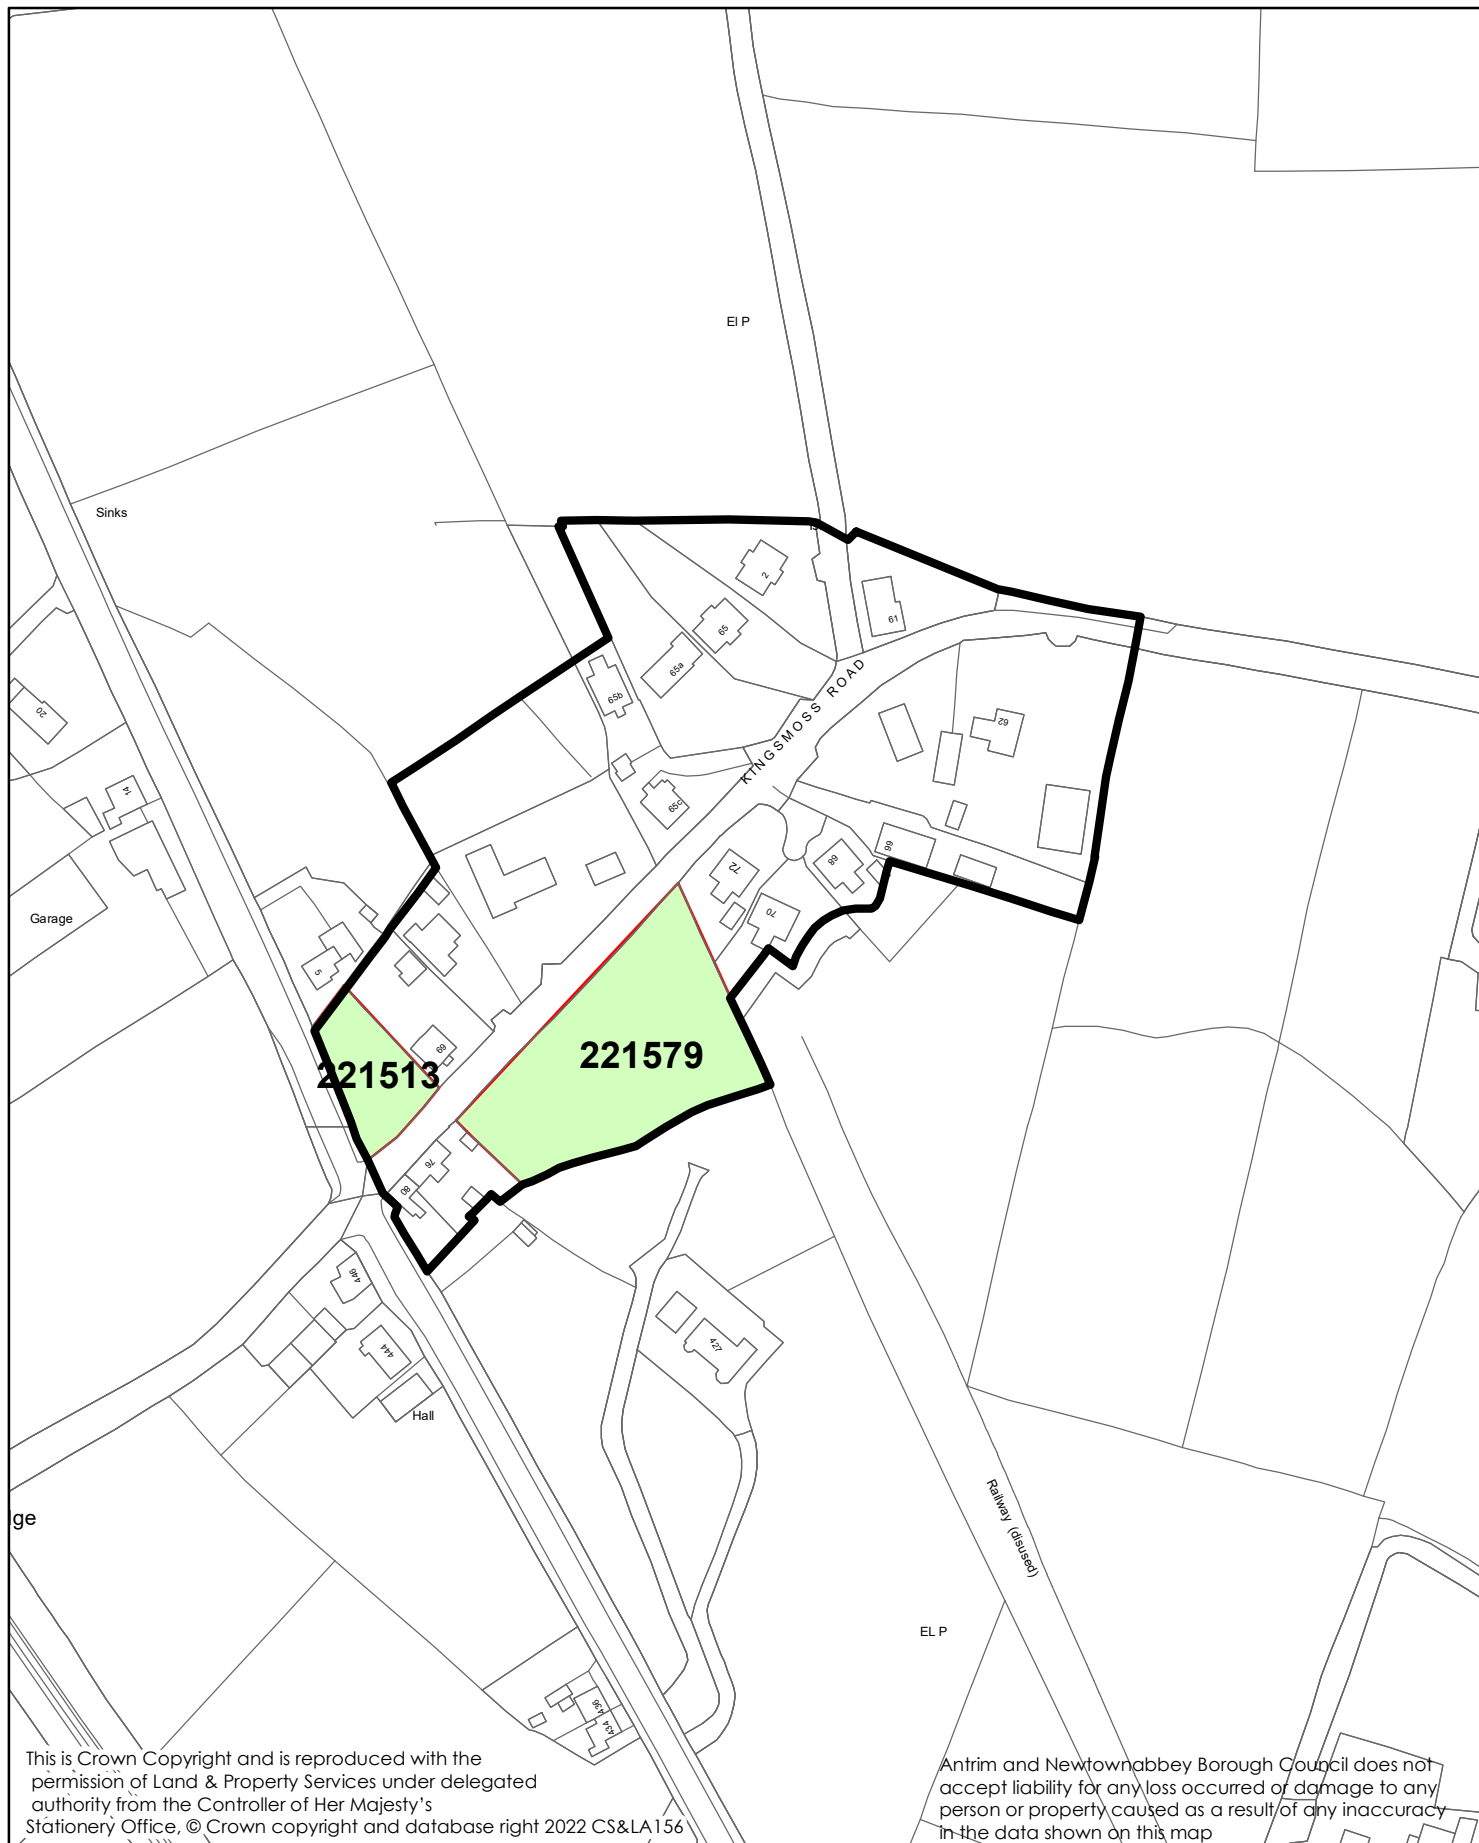 El P
Sinks
2
61
65
65a
65b
KINGSMOSS ROAD
62
20
14
65c
66
72
68
70
Garage
5
69
221579
221513
76
80
446
427
444
Hall
Railway (disused)
lge
EL P
436
434
This is Crown Copyright and is reproduced with the
permission of Land & Property Services under delegated
authority from the Controller of Her Majesty's
Stationery Office, © Crown copyright and database right 2022 CS&LA156
Antrim and Newtownabbey Borough Council does not
accept liability for any loss occurred or damage to any
person or property caused as a result of any inaccuracy
in the data shown on this map